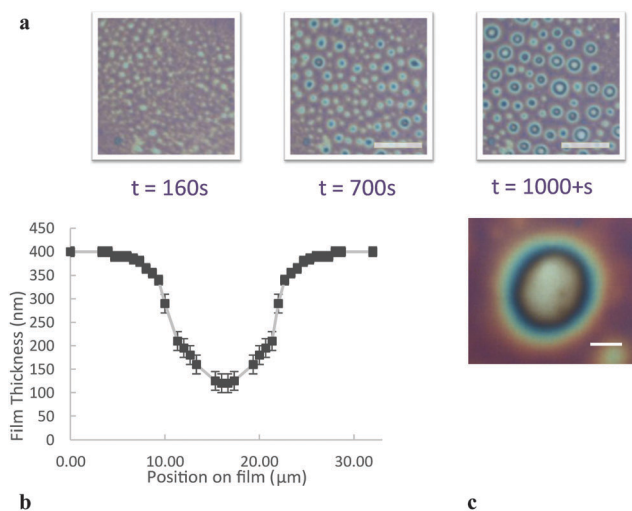 a
t = 160s
t = 700s
t = 1000+s
Film Thickness (nm)
450
400
350
300
250
200
150
100
50
0
0.00
10.00
20.00
30.00
Position on film (μm)
b
c